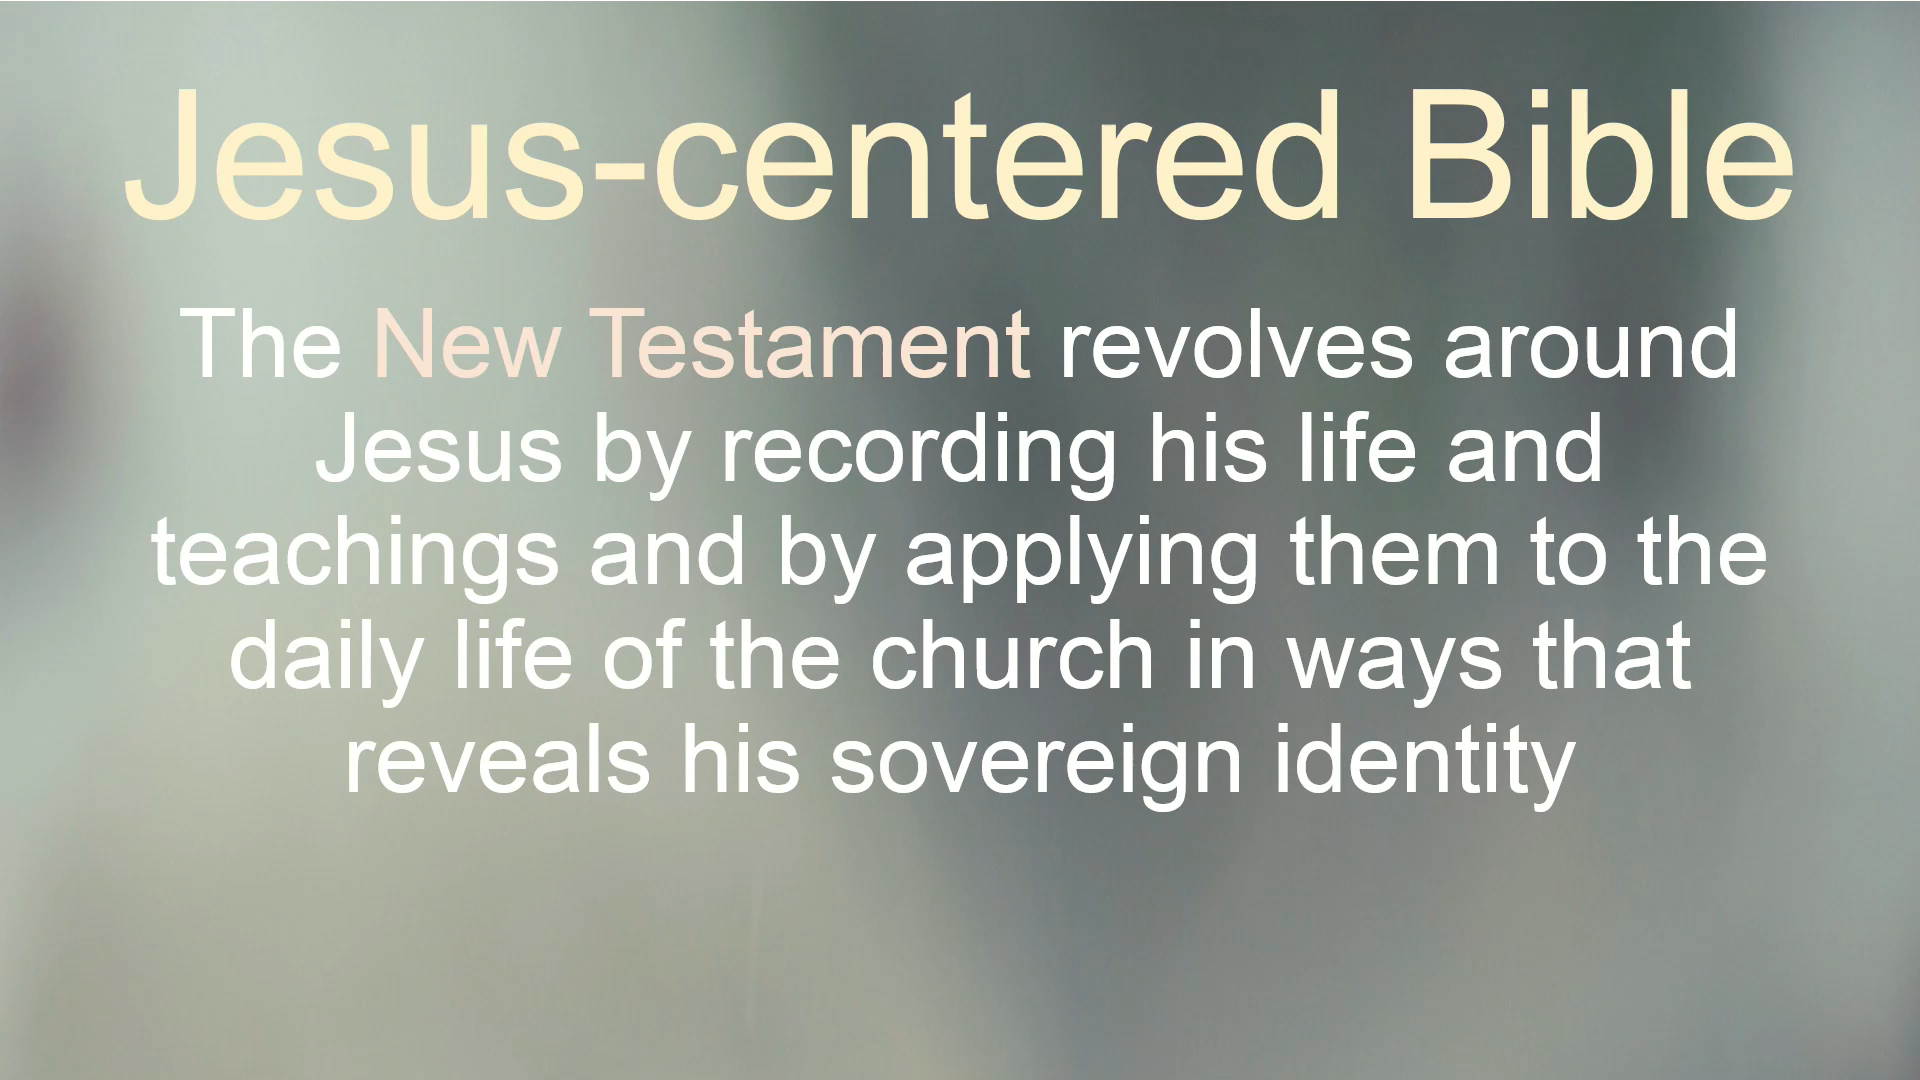 Jesus-centered Bible
The New Testament revolves around
Jesus by recording his life and
teachings and by applying them to the
daily life of the church in ways that
reveals his sovereign identity